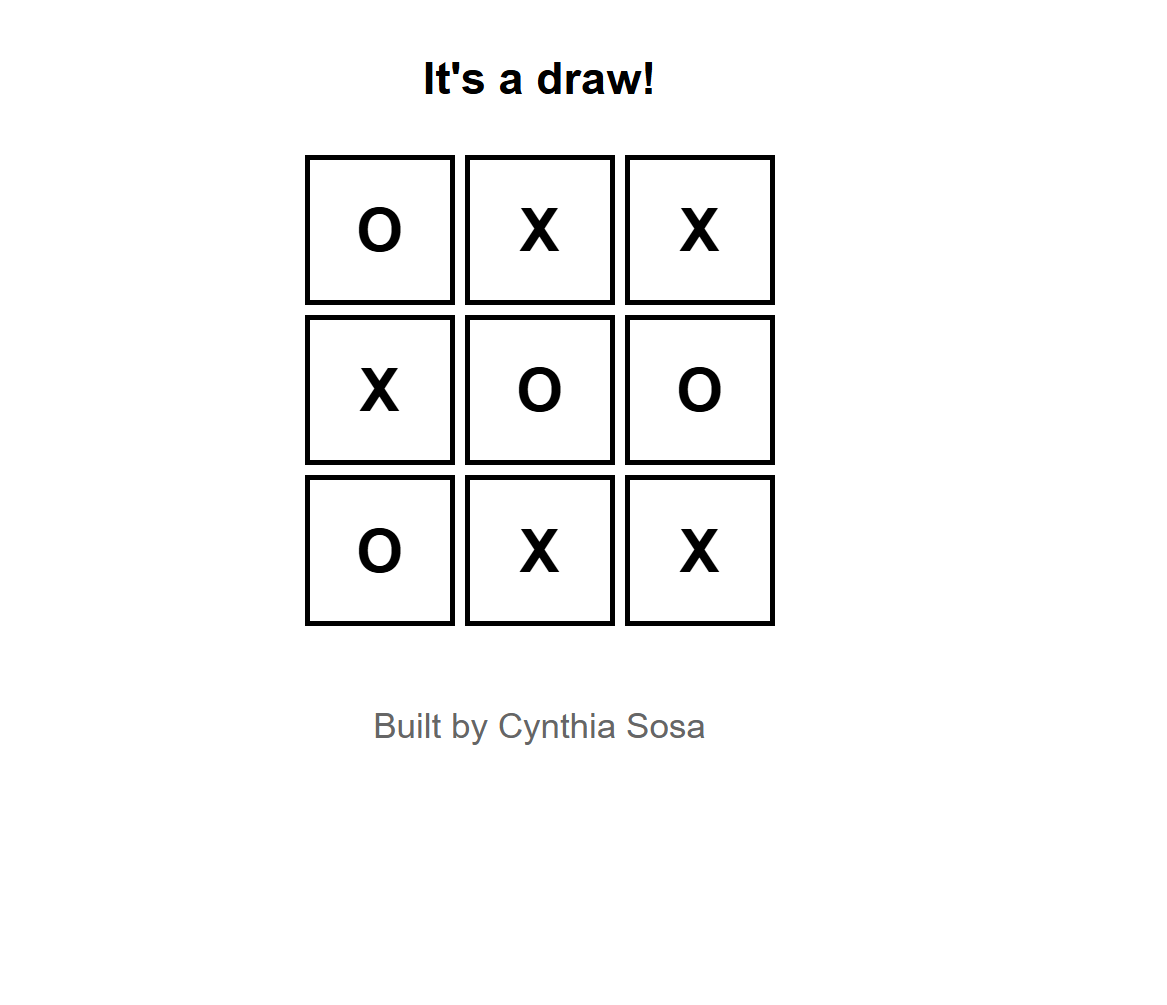 It's a draw!
O X X
X O O
O X X
Built by Cynthia Sosa